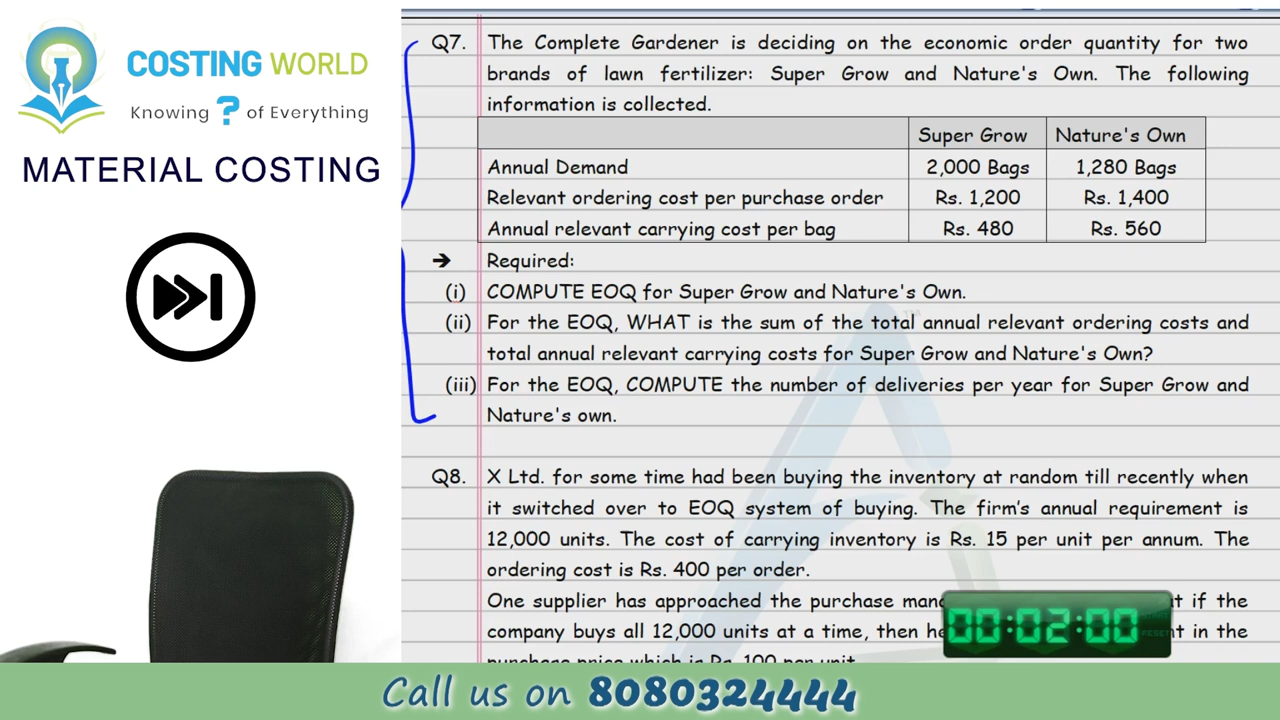 COSTING WORLD
Knowing ? of Everything
MATERIAL COSTING
Q7. The Complete Gardener is deciding on the economic order quantity for two
brands of lawn fertilizer: Super Grow and Nature's Own. The following
information is collected.
Super Grow Nature's Own
Annual Demand 2,000 Bags 1,280 Bags
Relevant ordering cost per purchase order Rs. 1,200 Rs. 1,400
Annual relevant carrying cost per bag Rs. 480 Rs. 560
➔ Required:
(i) COMPUTE EOQ for Super Grow and Nature's Own.
(ii) For the EOQ, WHAT is the sum of the total annual relevant ordering costs and
total annual relevant carrying costs for Super Grow and Nature's Own?
(iii) For the EOQ, COMPUTE the number of deliveries per year for Super Grow and
Nature's own.
TM
Q8. X Ltd. for some time had been buying the inventory at random till recently when
it switched over to EOQ system of buying. The firm's annual requirement is
12,000 units. The cost of carrying inventory is Rs. 15 per unit per annum. The
ordering cost is Rs. 400 per order.
One supplier has approached the purchase if the
company buys all 12,000 units at a time, then in the
purchase price which is Rs. 100 per unit
00:02:00
Call us on 8080324444